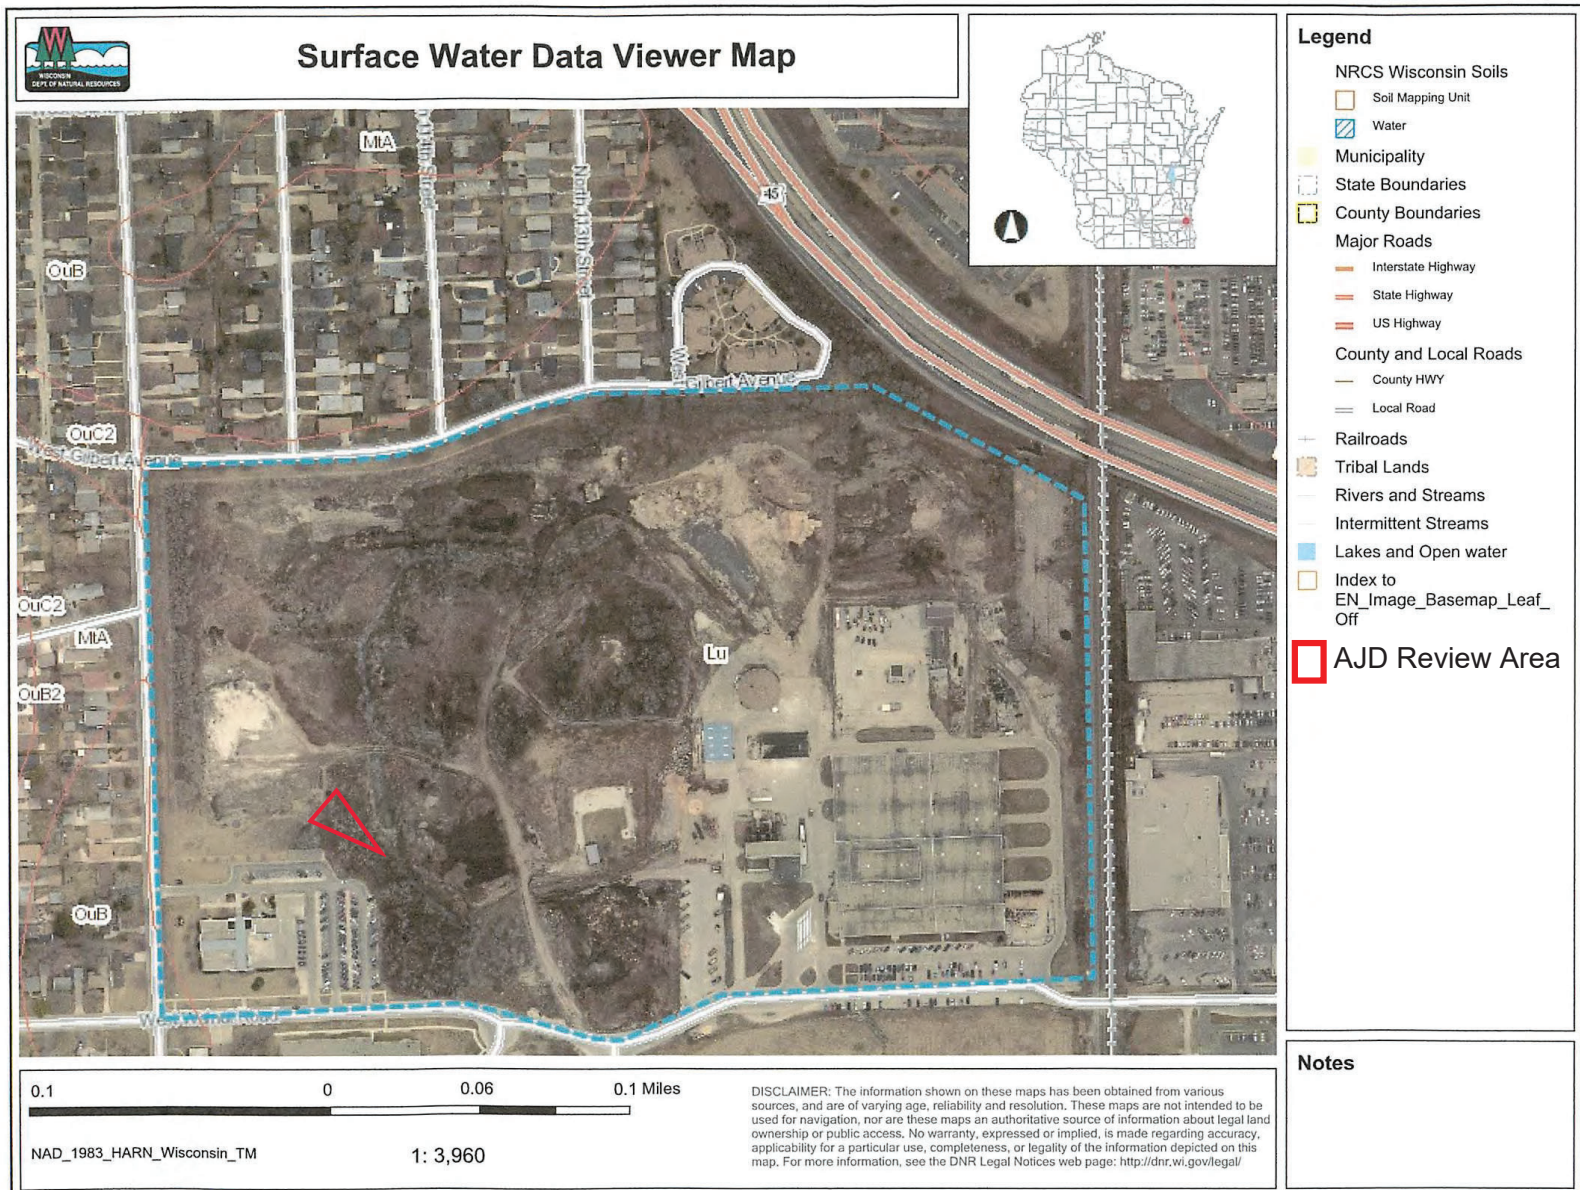 WISCONSIN
DEPT. OF NATURAL RESOURCES
Surface Water Data Viewer Map
MtA
North 113th Street
45
OuB
West Gilbert Avenue
OuC2
West Gilbert Avenue
OuC2
MtA
Lu
OuB2
OuB
Legend
NRCS Wisconsin Soils
Soil Mapping Unit
Water
Municipality
State Boundaries
County Boundaries
Major Roads
Interstate Highway
State Highway
US Highway
County and Local Roads
County HWY
Local Road
Railroads
Tribal Lands
Rivers and Streams
Intermittent Streams
Lakes and Open water
Index to
EN_Image_Basemap_Leaf_
Off
AJD Review Area
Notes
0.1 0 0.06 0.1 Miles
NAD_1983_HARN_Wisconsin_TM
1: 3,960
DISCLAIMER: The information shown on these maps has been obtained from various
sources, and are of varying age, reliability and resolution. These maps are not intended to be
used for navigation, nor are these maps an authoritative source of information about legal land
ownership or public access. No warranty, expressed or implied, is made regarding accuracy,
applicability for a particular use, completeness, or legality of the information depicted on this
map. For more information, see the DNR Legal Notices web page: http://dnr.wi.gov/legal/